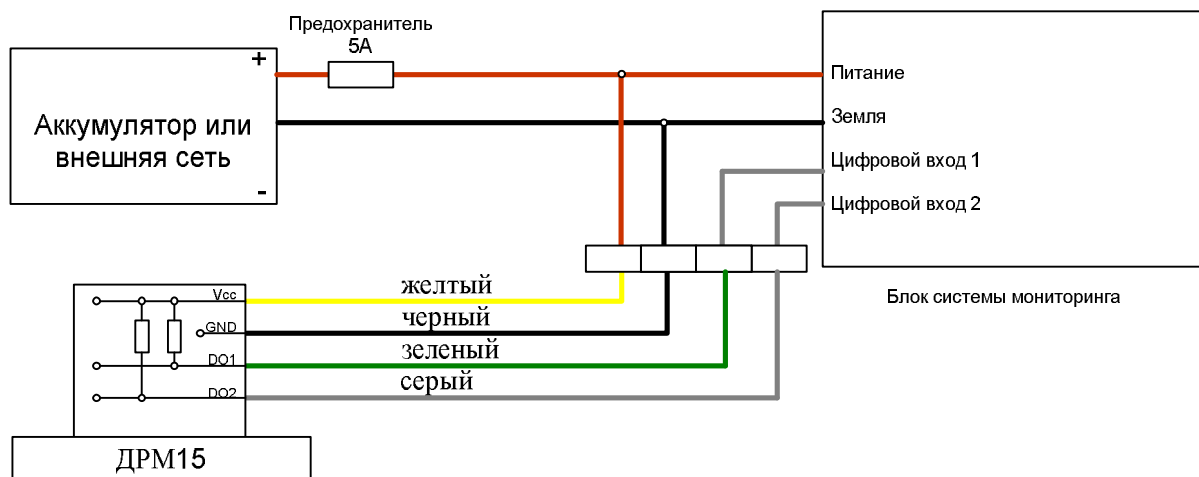 Предохранитель
5А
+
Аккумулятор или
внешняя сеть
-
Питание
Земля
Цифровой вход 1
Цифровой вход 2
Блок системы мониторинга
Vcc
желтый
GND
черный
DO1
зеленый
DO2
серый
ДРМ15